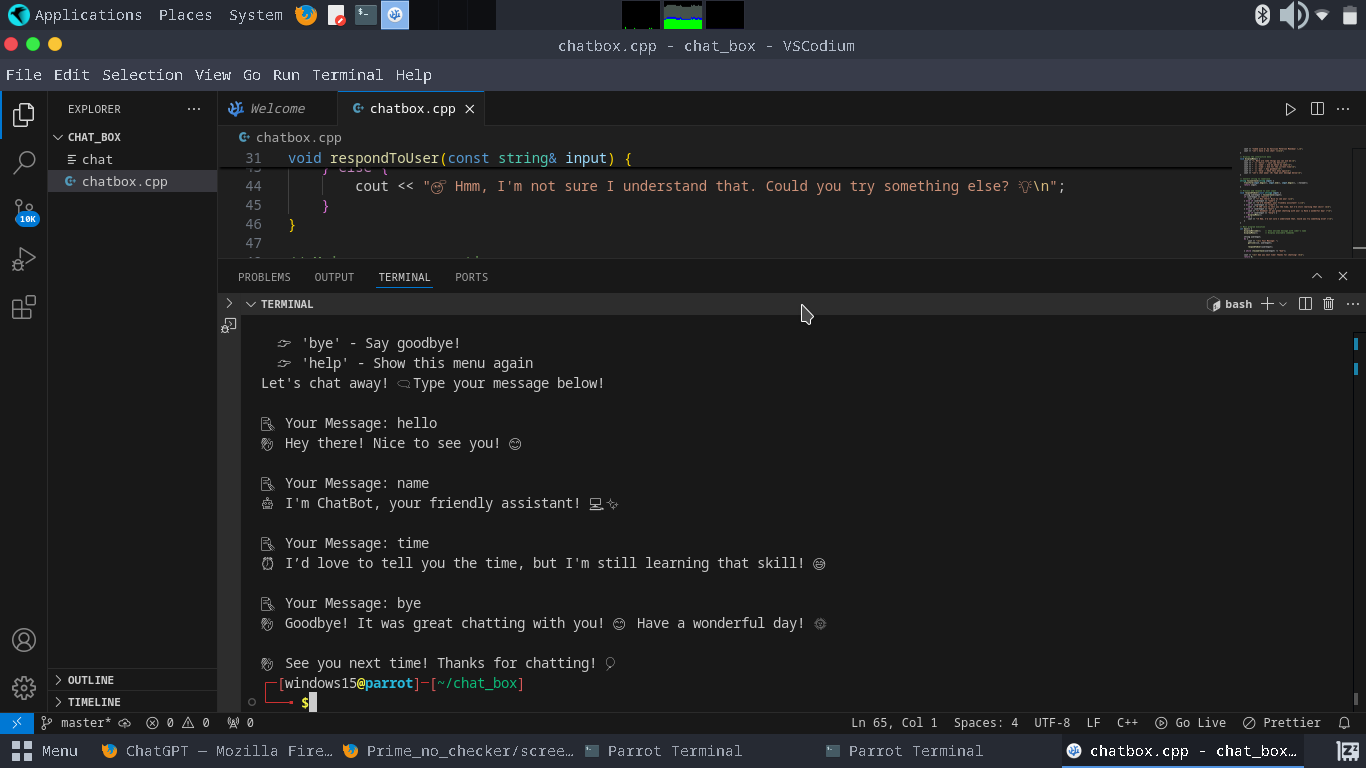 Applications Places System
chatbox.cpp - chat_box - VSCodium
File Edit Selection View Go Run Terminal Help
EXPLORER
Welcome
chatbox.cpp
CHAT_BOX
chatbox.cpp
chat
31 void respondToUser(const string& input) {
chatbox.cpp
} else {
44 cout << "😅 Hmm, I'm not sure I understand that. Could you try something else? 💡\n";
10K
45 }
46 }
47
PROBLEMS OUTPUT TERMINAL PORTS
TERMINAL
bash
👉 'bye' - Say goodbye!
👉 'help' - Show this menu again
Let's chat away! 🗨Type your message below!
Your Message: hello
👋 Hey there! Nice to see you! 😊
Your Message: name
🤖 I'm ChatBot, your friendly assistant! 💻✨
Your Message: time
⏰ I’d love to tell you the time, but I'm still learning that skill! 😅
Your Message: bye
👋 Goodbye! It was great chatting with you! 😊 Have a wonderful day! 🌞
👋 See you next time! Thanks for chatting! 🎈
┌─[windows15@parrot]─[~/chat_box]
└──╼ $
OUTLINE
TIMELINE
master* 0 0 0
Ln 65, Col 1 Spaces: 4 UTF-8 LF C++ Go Live Prettier
Menu ChatGPT — Mozilla Fire… Prime_no_checker/scree… Parrot Terminal Parrot Terminal chatbox.cpp - chat_box…